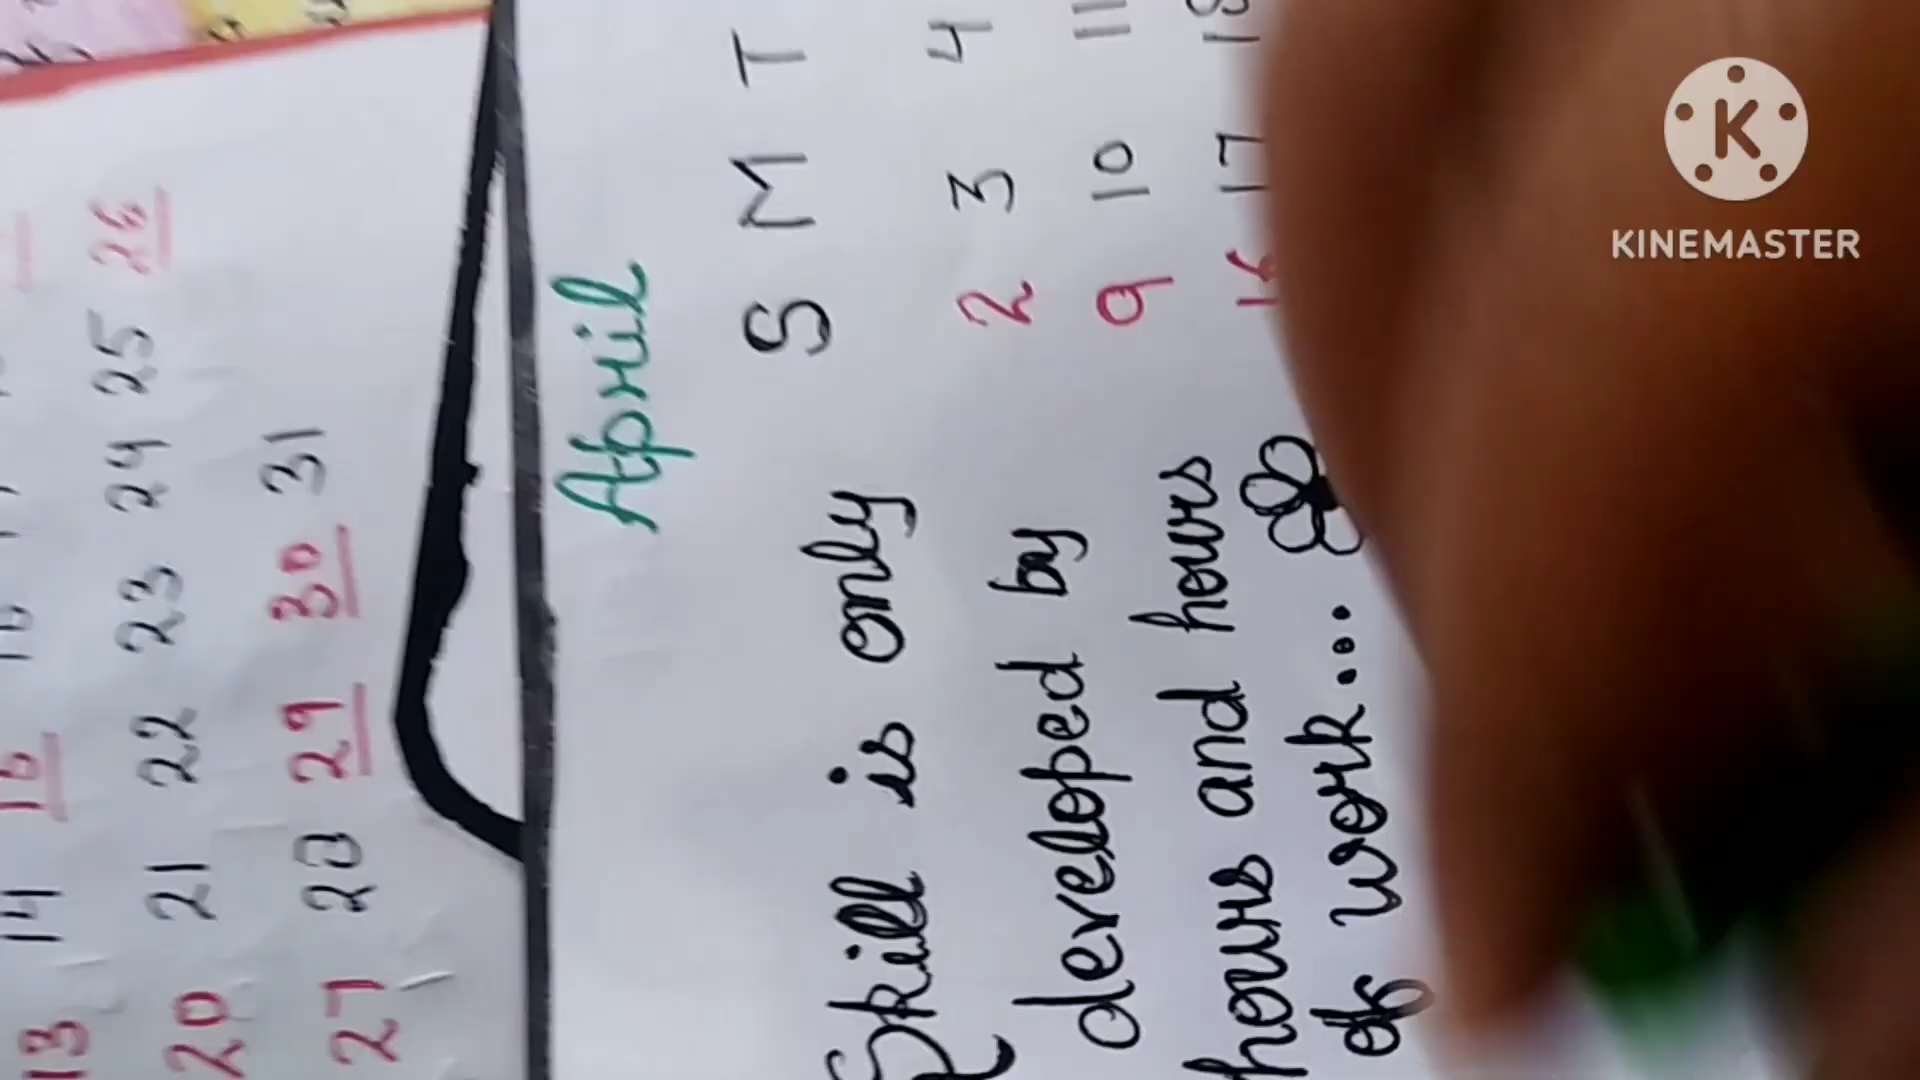 April
S M T
2 3 4
9 10 11
16 17 18
Skill is only
developed by
hours and hours
of work...
13 14 15
20 21 22 23 24 25 26
27 28 29 30 31
KINEMASTER